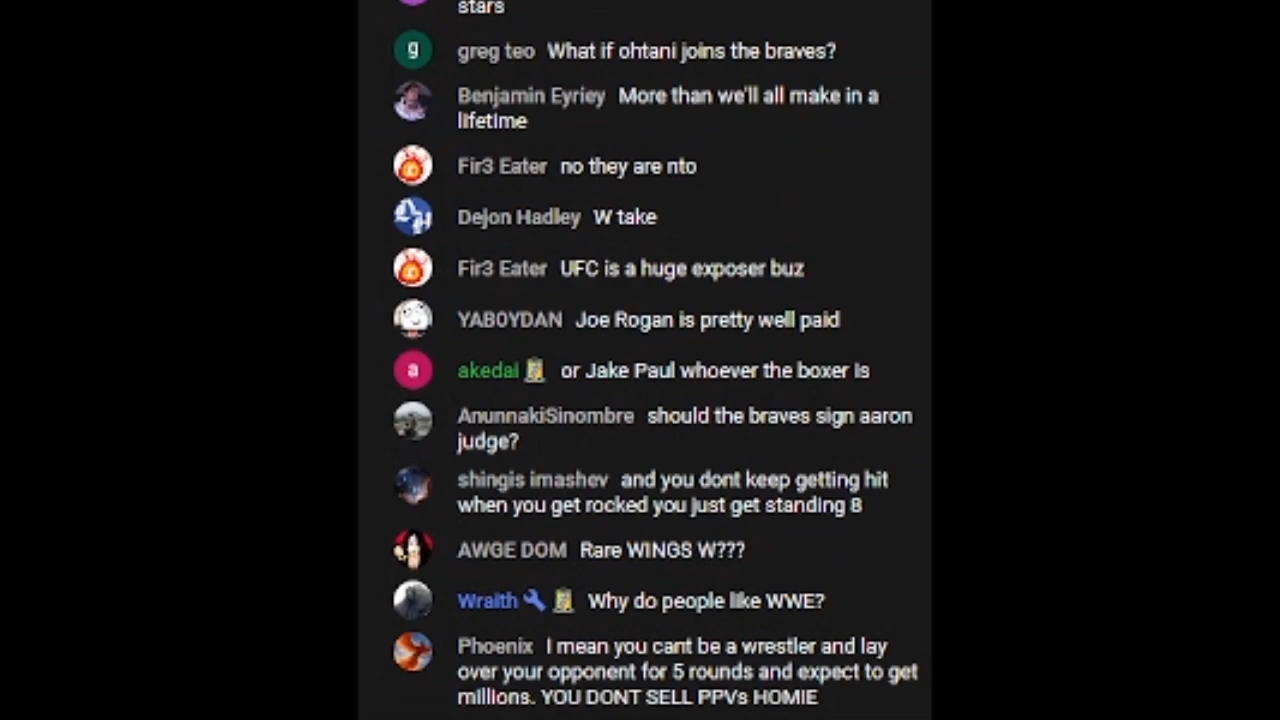 stars
g greg teo What if ohtani joins the braves?
Benjamin Eyriey More than we'll all make in a
lifetime
Fir3 Eater no they are nto
Dejon Hadley W take
Fir3 Eater UFC is a huge exposer buz
YAB0YDAN Joe Rogan is pretty well paid
a akedai or Jake Paul whoever the boxer is
AnunnakiSinombre should the braves sign aaron
judge?
shingis imashev and you dont keep getting hit
when you get rocked you just get standing 8
AWGE DOM Rare WINGS W???
Wraith Why do people like WWE?
Phoenix I mean you cant be a wrestler and lay
over your opponent for 5 rounds and expect to get
millions. YOU DONT SELL PPVs HOMIE